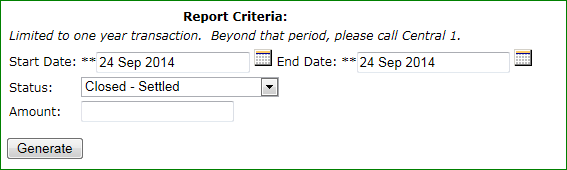 Report Criteria:
Limited to one year transaction.  Beyond that period, please call Central 1.
Start Date: **24 Sep 2014 End Date: **24 Sep 2014
Status: Closed - Settled
Amount:
Generate